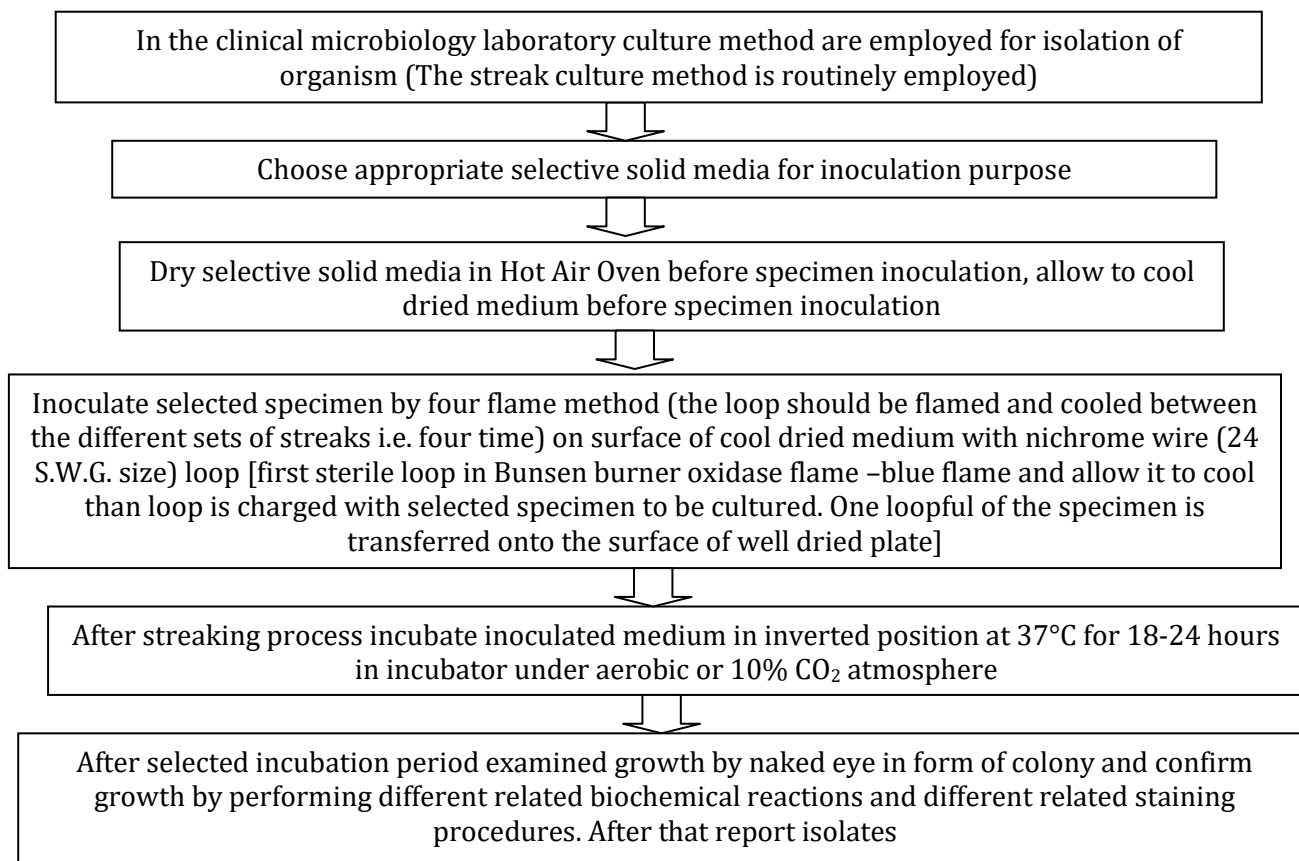 In the clinical microbiology laboratory culture method are employed for isolation of
organism (The streak culture method is routinely employed)
Choose appropriate selective solid media for inoculation purpose
Dry selective solid media in Hot Air Oven before specimen inoculation, allow to cool
dried medium before specimen inoculation
Inoculate selected specimen by four flame method (the loop should be flamed and cooled between
the different sets of streaks i.e. four time) on surface of cool dried medium with nichrome wire (24
S.W.G. size) loop [first sterile loop in Bunsen burner oxidase flame –blue flame and allow it to cool
than loop is charged with selected specimen to be cultured. One loopful of the specimen is
transferred onto the surface of well dried plate]
After streaking process incubate inoculated medium in inverted position at 37°C for 18-24 hours
in incubator under aerobic or 10% CO₂ atmosphere
After selected incubation period examined growth by naked eye in form of colony and confirm
growth by performing different related biochemical reactions and different related staining
procedures. After that report isolates